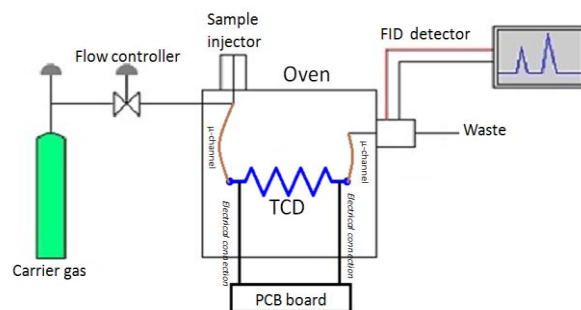 Sample
injector
Flow controller
FID detector
Oven
μ-channel
μ-channel
Waste
TCD
Electrical connection
Electrical connection
Carrier gas
PCB board